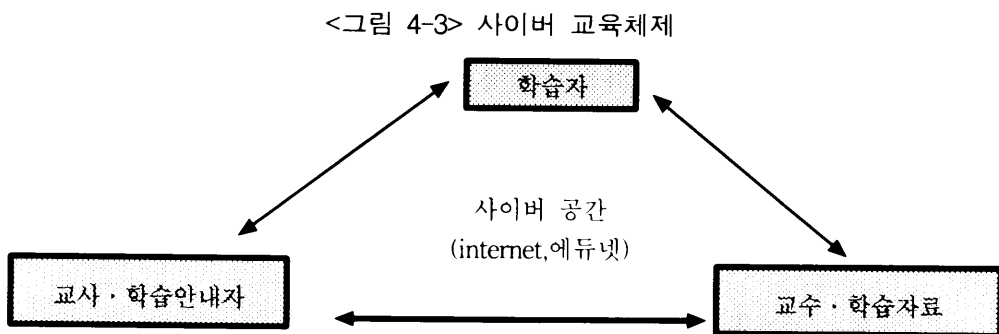 <그림 4-3> 사이버 교육체제
학습자
사이버 공간
(internet,에듀넷)
교사·학습안내자
교수·학습자료